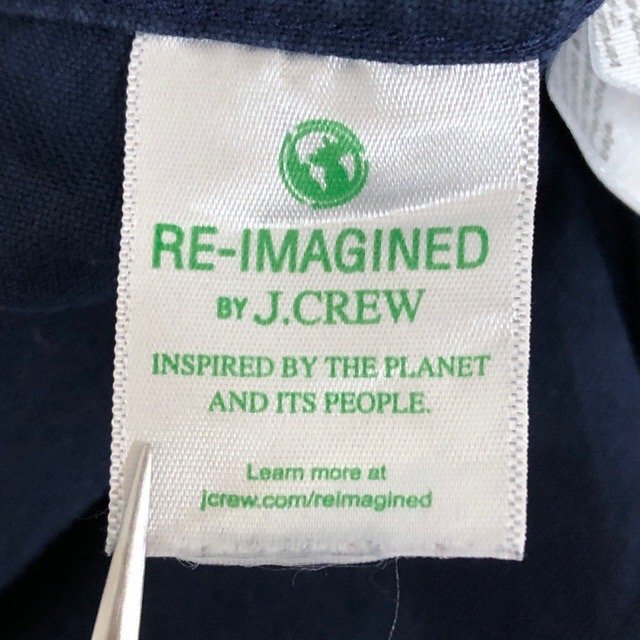 RE-IMAGINED
BY J.CREW
INSPIRED BY THE PLANET
AND ITS PEOPLE.
Learn more at
jcrew.com/reimagined